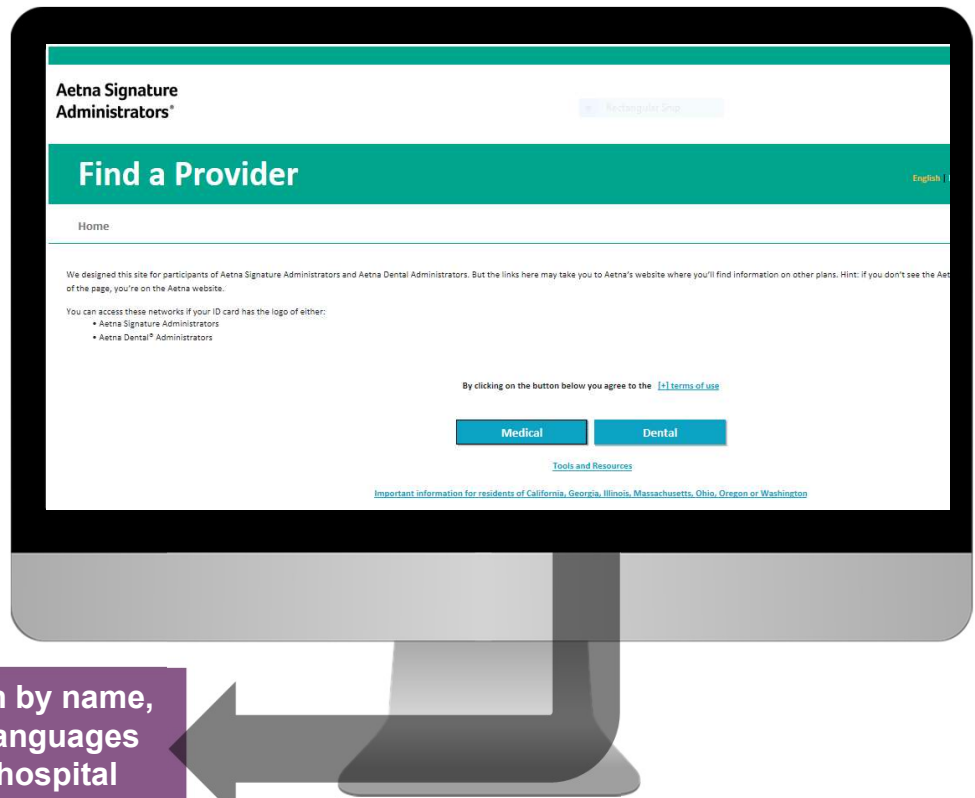 Aetna Signature
Administrators®
Rectangular Snip
Find a Provider
English |
Home
We designed this site for participants of Aetna Signature Administrators and Aetna Dental Administrators. But the links here may take you to Aetna's website where you'll find information on other plans. Hint: if you don't see the Aet
of the page, you're on the Aetna website.
You can access these networks if your ID card has the logo of either:
• Aetna Signature Administrators
• Aetna Dental® Administrators
By clicking on the button below you agree to the [+] terms of use
Medical Dental
Tools and Resources
Important information for residents of California, Georgia, Illinois, Massachusetts, Ohio, Oregon or Washington
by name,
anguages
hospital